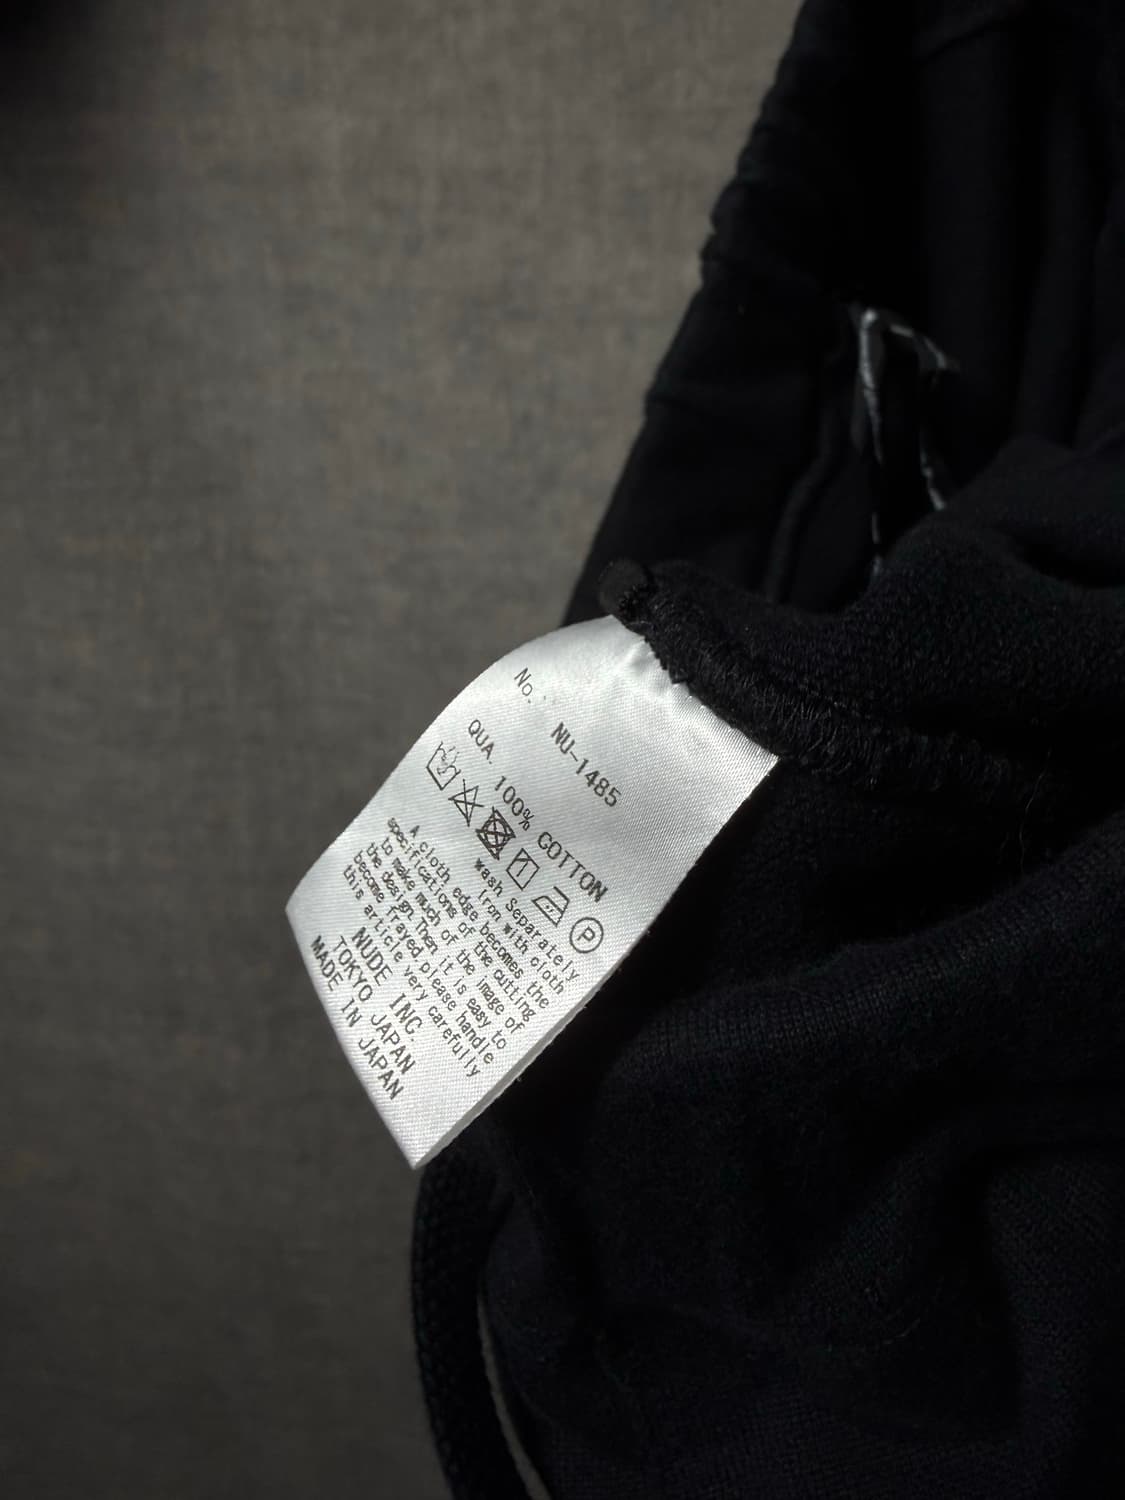 No. NU-1485
QUA. 100% COTTON
P
Wash Separately
Iron with cloth
A cloth edge becomes the
specifications of the cutting
to make much of the image of
the design. Then it is easy to
become frayed, please handle
this article very carefully
NUDE INC.
TOKYO JAPAN
MADE IN JAPAN